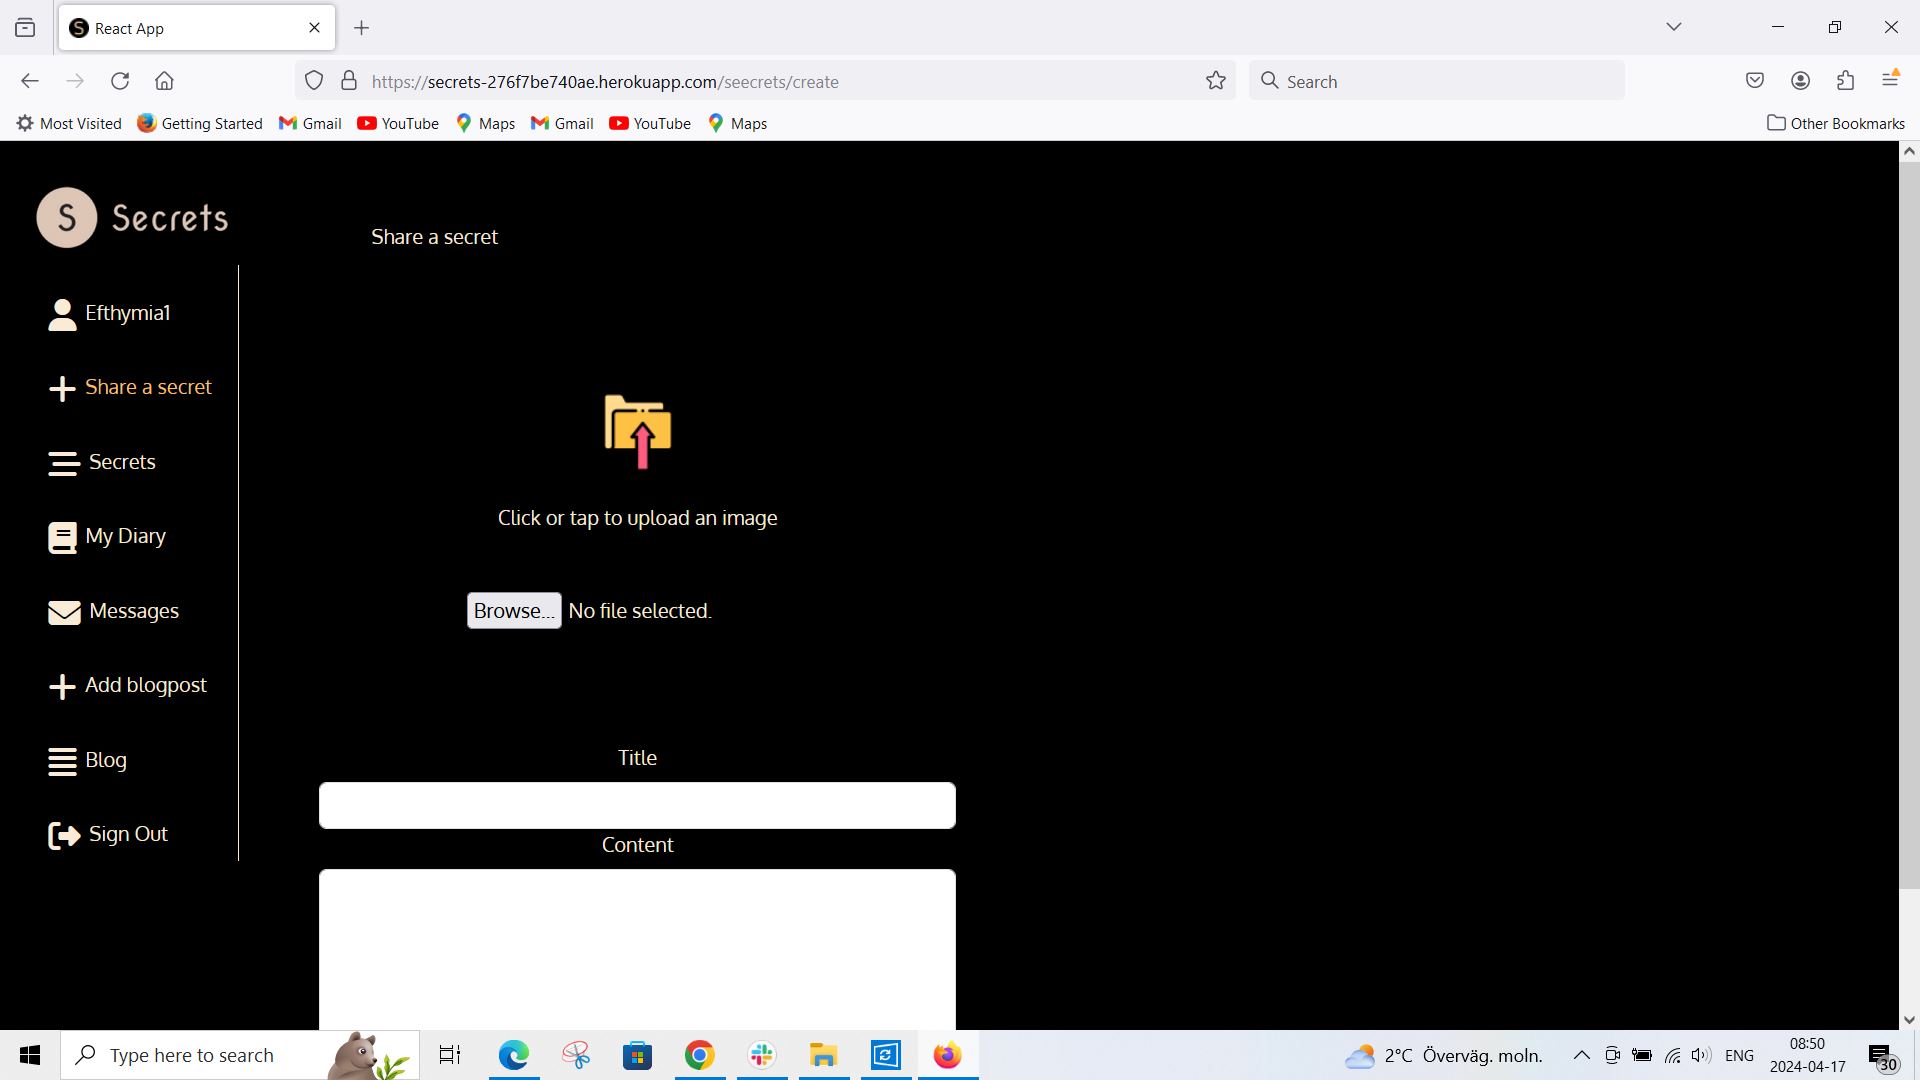 S React App
https://secrets-276f7be740ae.herokuapp.com/seecrets/create
Search
Most Visited Getting Started Gmail YouTube Maps Gmail YouTube Maps Other Bookmarks
S Secrets
Share a secret
Efthymia1
Share a secret
Secrets
My Diary
Messages
Add blogpost
Blog
Sign Out
Click or tap to upload an image
Browse... No file selected.
Title
Content
Type here to search
2°C Överväg. moln.
ENG
08:50
2024-04-17
30